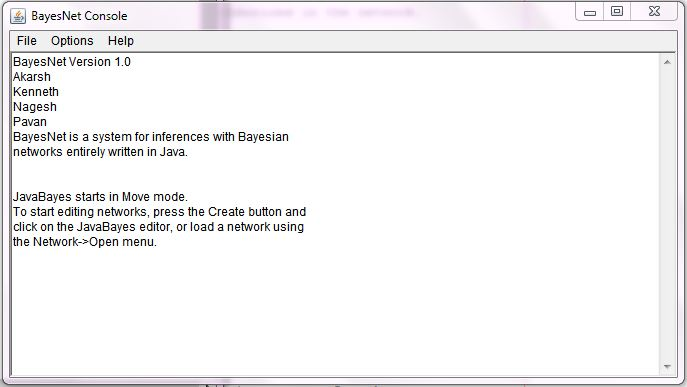 BayesNet Console
File Options Help
BayesNet Version 1.0
Akarsh
Kenneth
Nagesh
Pavan
BayesNet is a system for inferences with Bayesian
networks entirely written in Java.
JavaBayes starts in Move mode.
To start editing networks, press the Create button and
click on the JavaBayes editor, or load a network using
the Network->Open menu.